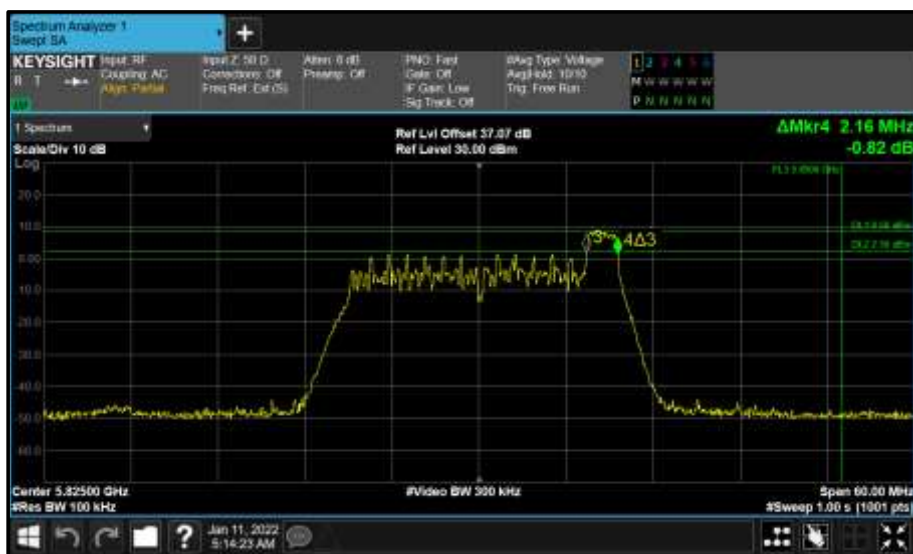 Spectrum Analyzer 1
Swept SA
+
KEYSIGHT
R T
Input: RF
Coupling: AC
Align: Partial
Input Z: 50 Ω
Corrections: Off
Freq Ref: Ext (S)
Atten: 8 dB
Preamp: Off
PNO: Fast
Gate: Off
IF Gain: Low
Sig Track: Off
#Avg Type: Voltage
Avg|Hold: 10/10
Trig: Free Run
1 2 3 4 5 6
M W W W W W
P N N N N N
1 Spectrum
Scale/Div 10 dB
Ref Lvl Offset 37.07 dB
Ref Level 30.00 dBm
ΔMkr4 2.16 MHz
-0.82 dB
Log
20.0
10.0
0.00
-10.0
-20.0
-30.0
-40.0
-50.0
-60.0
3
4Δ3
Center 5.82500 GHz
#Res BW 100 kHz
#Video BW 300 kHz
Span 60.00 MHz
#Sweep 1.00 s (1001 pts)
?
Jan 11, 2022
5:14:23 AM